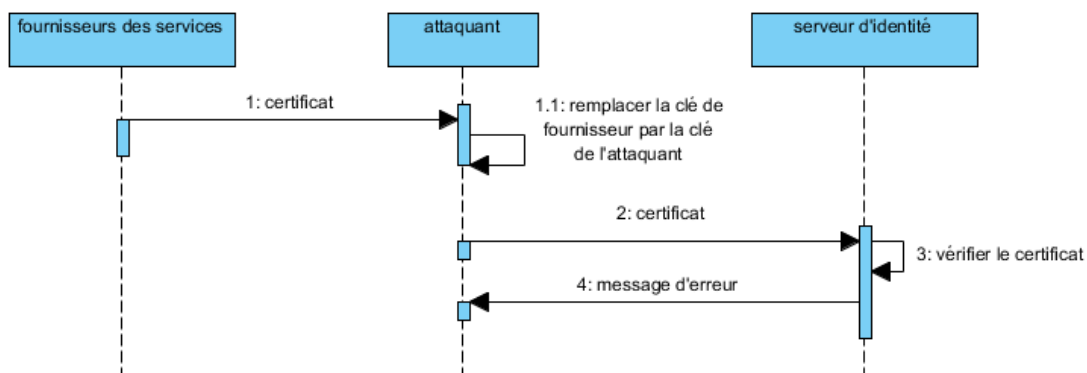 fournisseurs des services
attaquant
serveur d'identité
1: certificat
1.1: remplacer la clé de
fournisseur par la clé
de l'attaquant
2: certificat
3: vérifier le certificat
4: message d'erreur